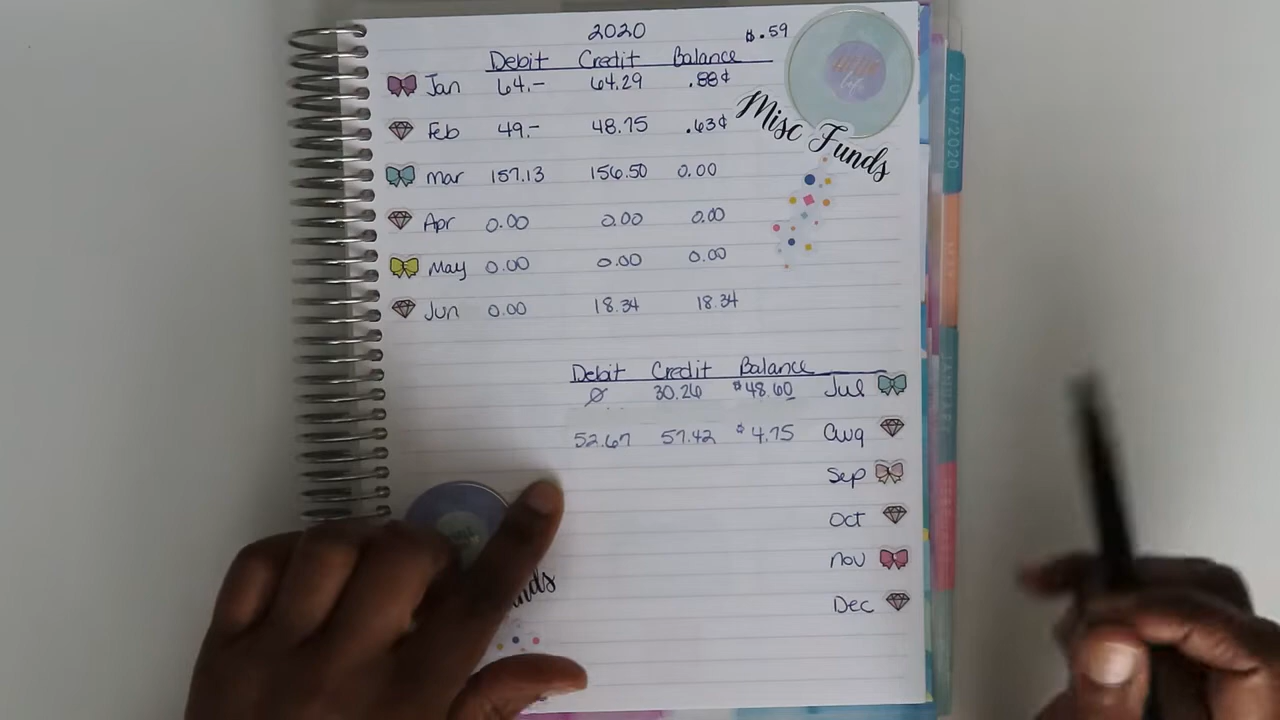 2020 $.59
Debit Credit Balance
Jan 64.- 64.29 .88¢
Feb 49.- 48.75 .63¢
Misc Funds
Mar 157.13 156.50 0.00
Apr 0.00 0.00 0.00
May 0.00 0.00 0.00
Jun 0.00 18.34 18.34
Debit Credit Balance
Ø 30.26 $48.60 Jul
52.67 57.42 $4.75 Aug
Sep
Oct
Nov
Dec
2019/2020
JANUARY